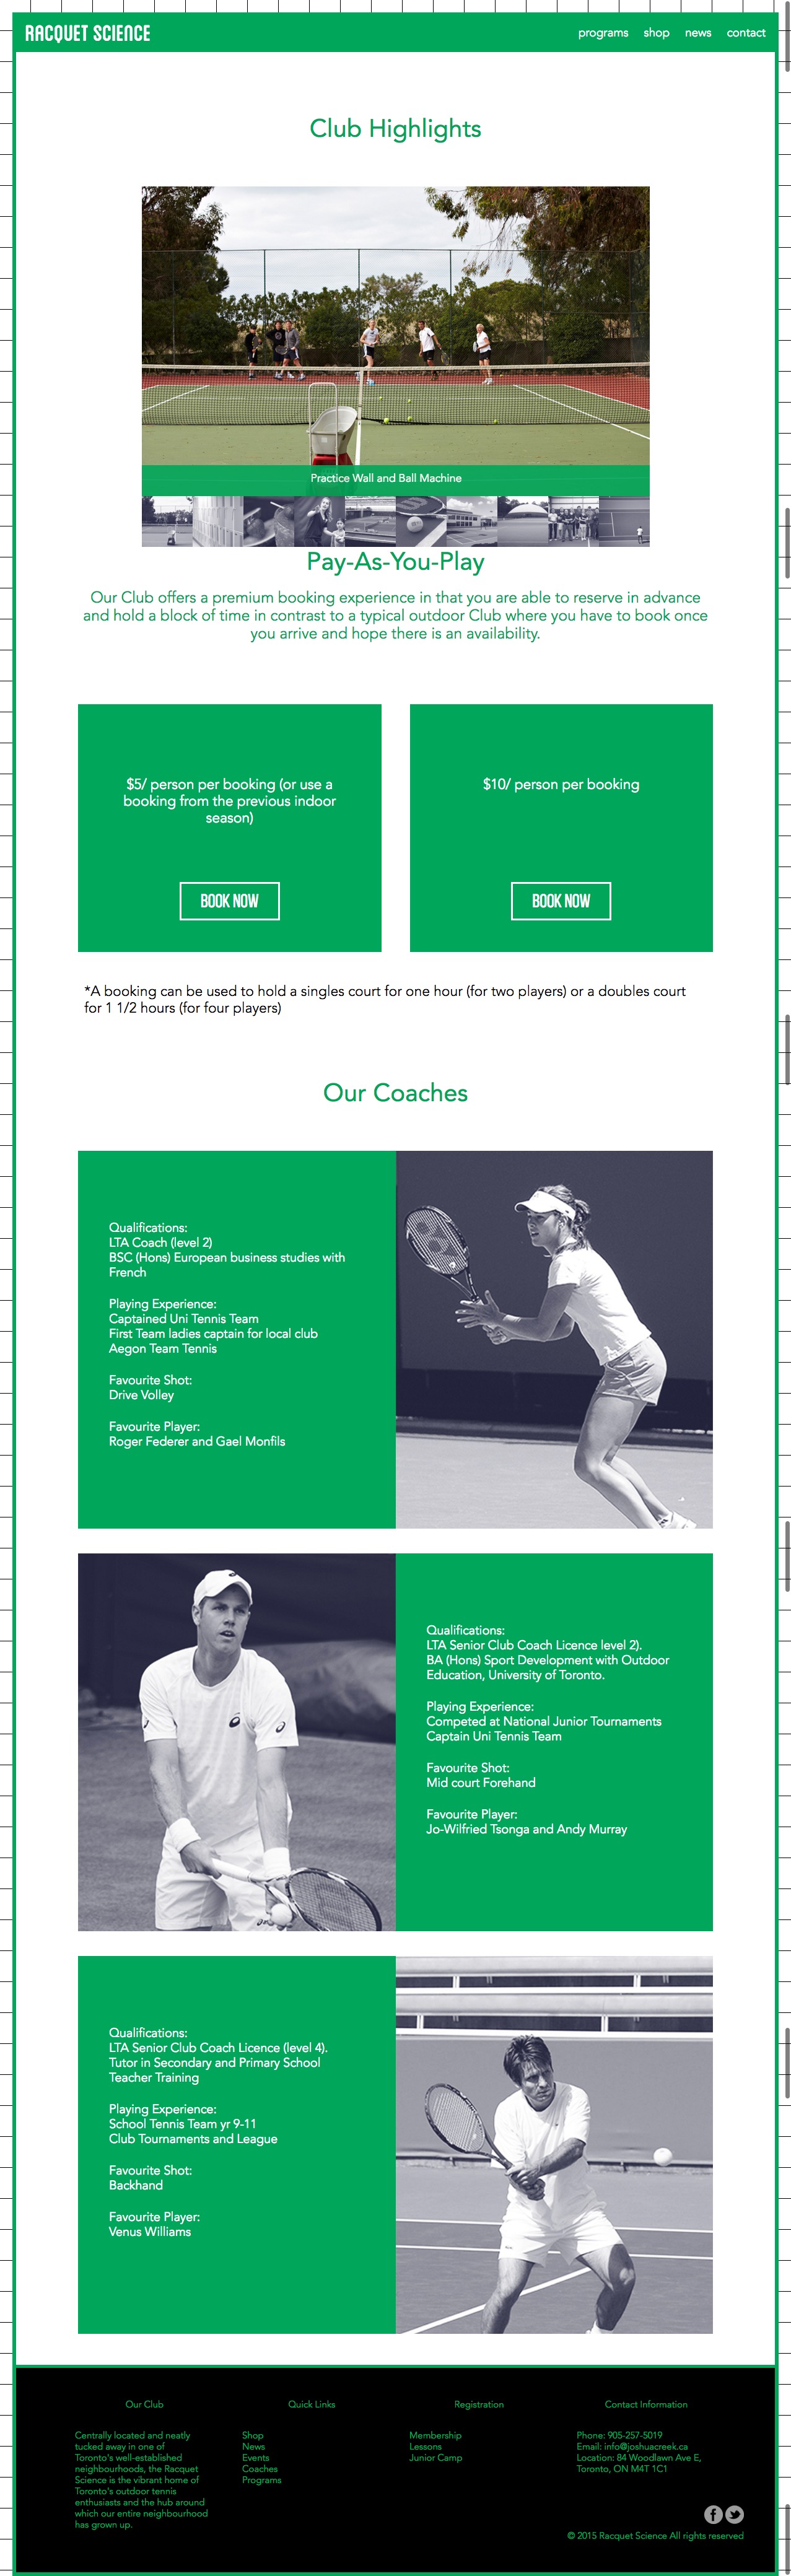 RACQUET SCIENCE
programs shop news contact
Club Highlights
Practice Wall and Ball Machine
Pay-As-You-Play
Our Club offers a premium booking experience in that you are able to reserve in advance
and hold a block of time in contrast to a typical outdoor Club where you have to book once
you arrive and hope there is an availability.
$5/ person per booking (or use a
booking from the previous indoor
season)
BOOK NOW
$10/ person per booking
BOOK NOW
*A booking can be used to hold a singles court for one hour (for two players) or a doubles court
for 1 1/2 hours (for four players)
Our Coaches
Qualifications:
LTA Coach (level 2)
BSC (Hons) European business studies with
French
Playing Experience:
Captained Uni Tennis Team
First Team ladies captain for local club
Aegon Team Tennis
Favourite Shot:
Drive Volley
Favourite Player:
Roger Federer and Gael Monfils
Qualifications:
LTA Senior Club Coach Licence level 2).
BA (Hons) Sport Development with Outdoor
Education, University of Toronto.
Playing Experience:
Competed at National Junior Tournaments
Captain Uni Tennis Team
Favourite Shot:
Mid court Forehand
Favourite Player:
Jo-Wilfried Tsonga and Andy Murray
Qualifications:
LTA Senior Club Coach Licence (level 4).
Tutor in Secondary and Primary School
Teacher Training
Playing Experience:
School Tennis Team yr 9-11
Club Tournaments and League
Favourite Shot:
Backhand
Favourite Player:
Venus Williams
Our Club
Centrally located and neatly
tucked away in one of
Toronto's well-established
neighbourhoods, the Racquet
Science is the vibrant home of
Toronto's outdoor tennis
enthusiasts and the hub around
which our entire neighbourhood
has grown up.
Quick Links
Shop
News
Events
Coaches
Programs
Registration
Membership
Lessons
Junior Camp
Contact Information
Phone: 905-257-5019
Email: info@joshuacreek.ca
Location: 84 Woodlawn Ave E,
Toronto, ON M4T 1C1
© 2015 Racquet Science All rights reserved